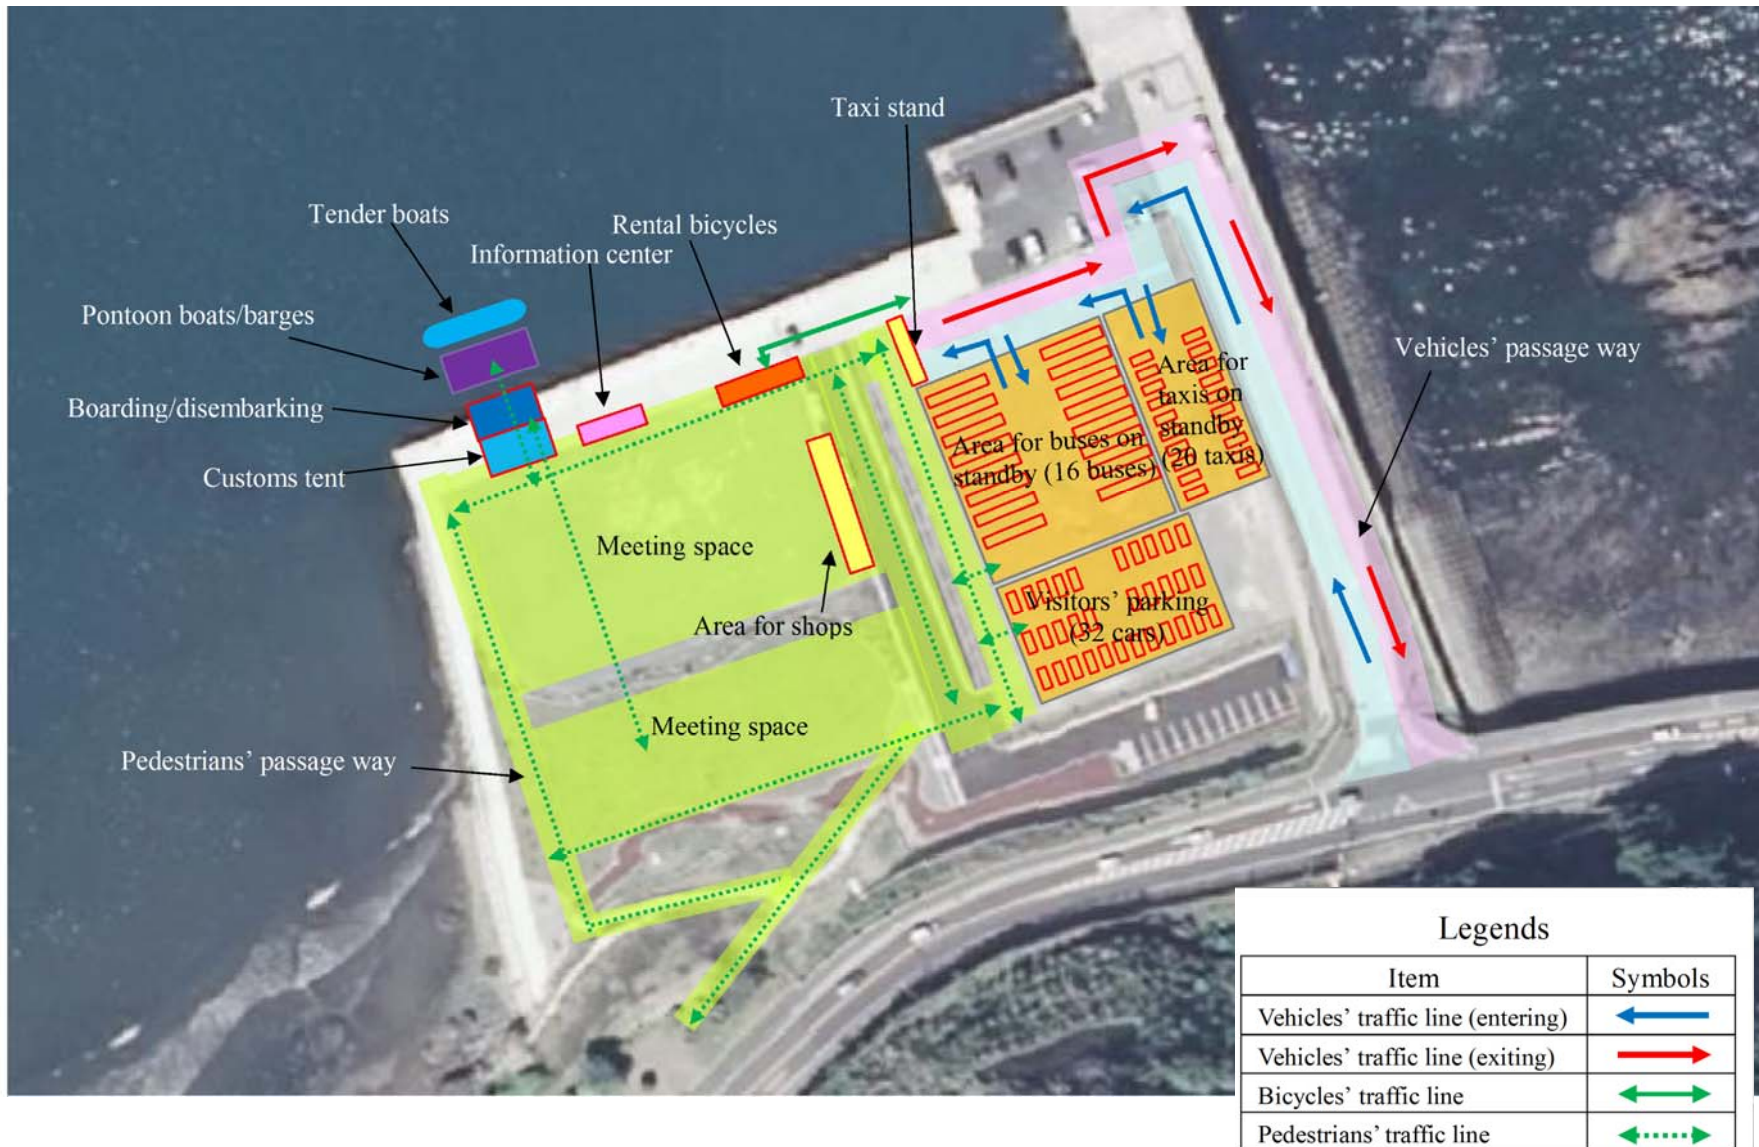 Taxi stand
Tender boats
Rental bicycles
Information center
Pontoon boats/barges
Vehicles’ passage way
Boarding/disembarking
Area for
taxis on
standby
(20 taxis)
Area for buses on
standby (16 buses)
Customs tent
Meeting space
Visitors’ parking
(32 cars)
Area for shops
Meeting space
Pedestrians’ passage way
Legends
Item Symbols
Vehicles’ traffic line (entering)
Vehicles’ traffic line (exiting)
Bicycles’ traffic line
Pedestrians’ traffic line